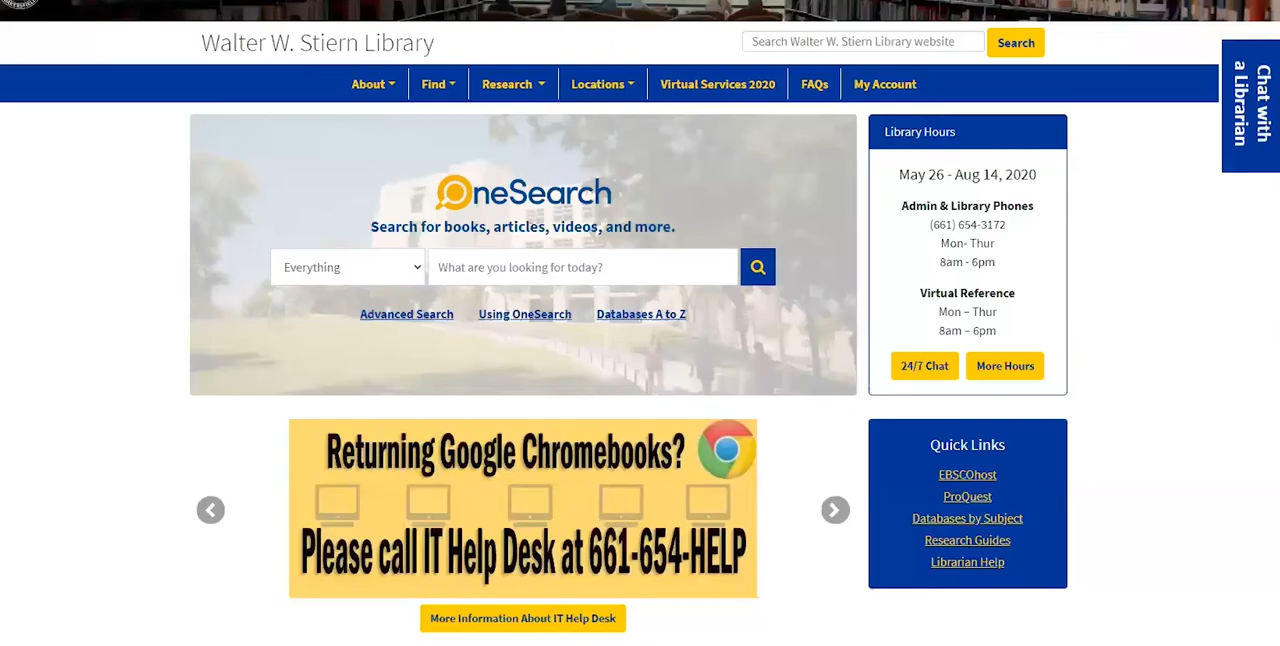 Walter W. Stiern Library
Search Walter W. Stiern Library website
Search
About
Find
Research
Locations
Virtual Services 2020
FAQs
My Account
Chat with
a Librarian
OneSearch
Search for books, articles, videos, and more.
Everything
What are you looking for today?
Advanced Search
Using OneSearch
Databases A to Z
Library Hours
May 26 - Aug 14, 2020
Admin & Library Phones
(661) 654-3172
Mon- Thur
8am - 6pm
Virtual Reference
Mon – Thur
8am – 6pm
24/7 Chat
More Hours
Returning Google Chromebooks?
Please call IT Help Desk at 661-654-HELP
More Information About IT Help Desk
Quick Links
EBSCOhost
ProQuest
Databases by Subject
Research Guides
Librarian Help